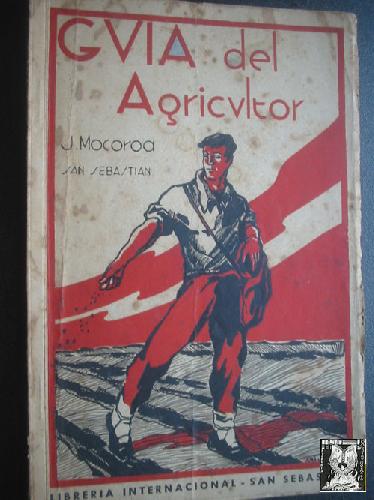 GVIA del
Agricvltor
J. Mocoroa
SAN SEBASTIAN
LIBRERIA INTERNACIONAL - SAN SEBAS